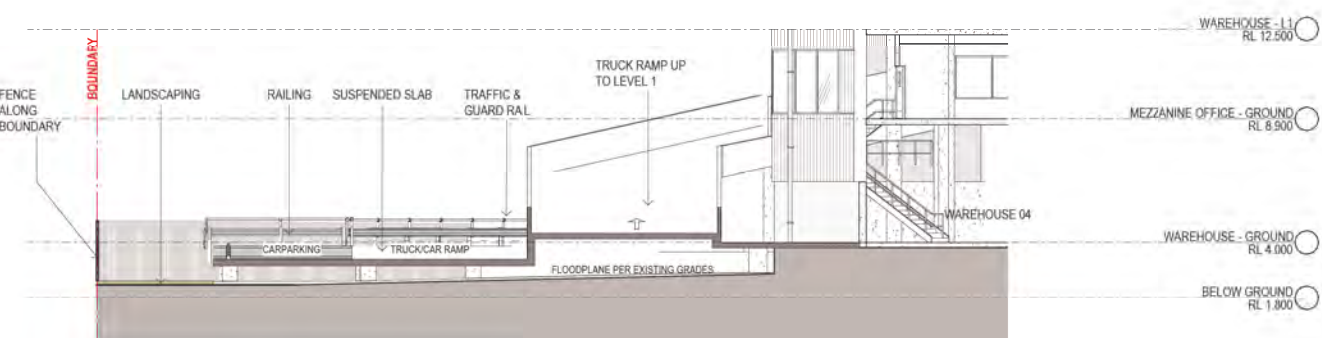 WAREHOUSE - L1
RL 12.500
BOUNDARY
FENCE
ALONG
BOUNDARY
LANDSCAPING
RAILING
SUSPENDED SLAB
TRAFFIC &
GUARD RAIL
TRUCK RAMP UP
TO LEVEL 1
MEZZANINE OFFICE - GROUND
RL 8.900
WAREHOUSE 04
CARPARKING
TRUCK/CAR RAMP
WAREHOUSE - GROUND
RL 4.000
FLOODPLANE PER EXISTING GRADES
BELOW GROUND
RL 1.800